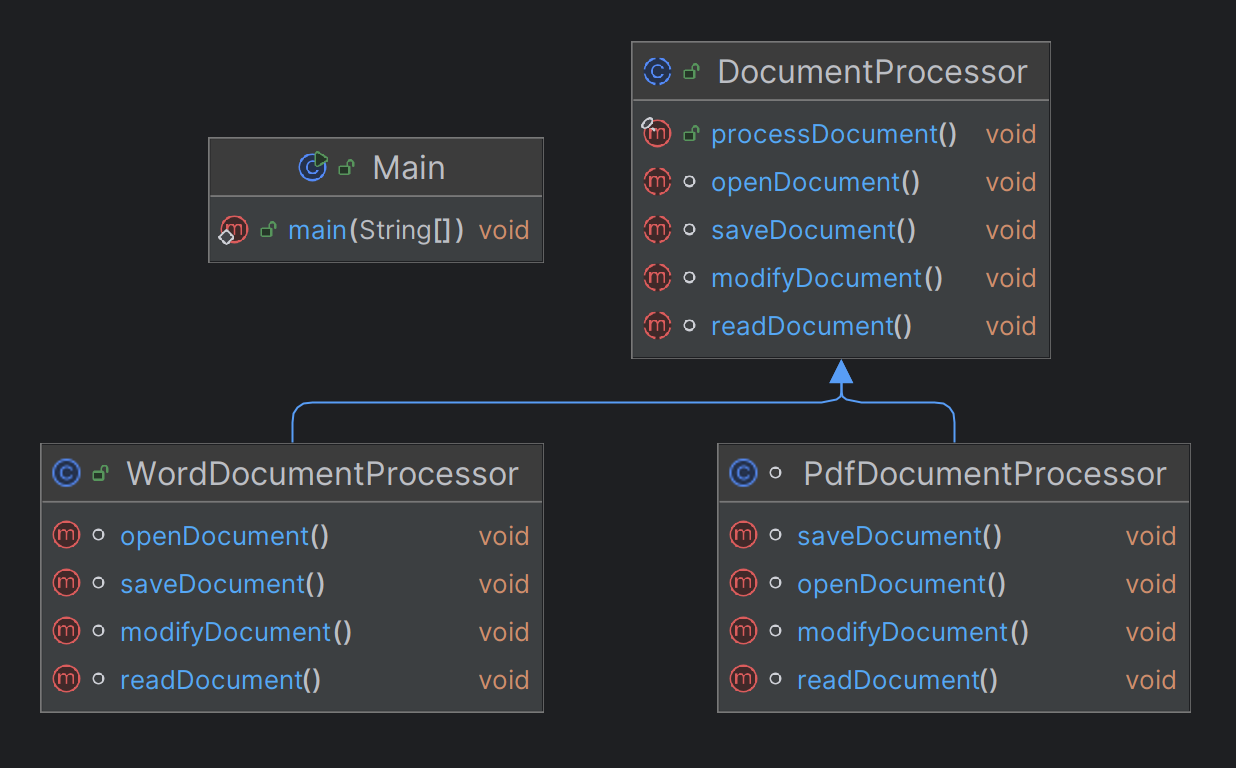 DocumentProcessor
processDocument() void
openDocument() void
saveDocument() void
modifyDocument() void
readDocument() void
Main
main(String[]) void
WordDocumentProcessor
openDocument() void
saveDocument() void
modifyDocument() void
readDocument() void
PdfDocumentProcessor
saveDocument() void
openDocument() void
modifyDocument() void
readDocument() void